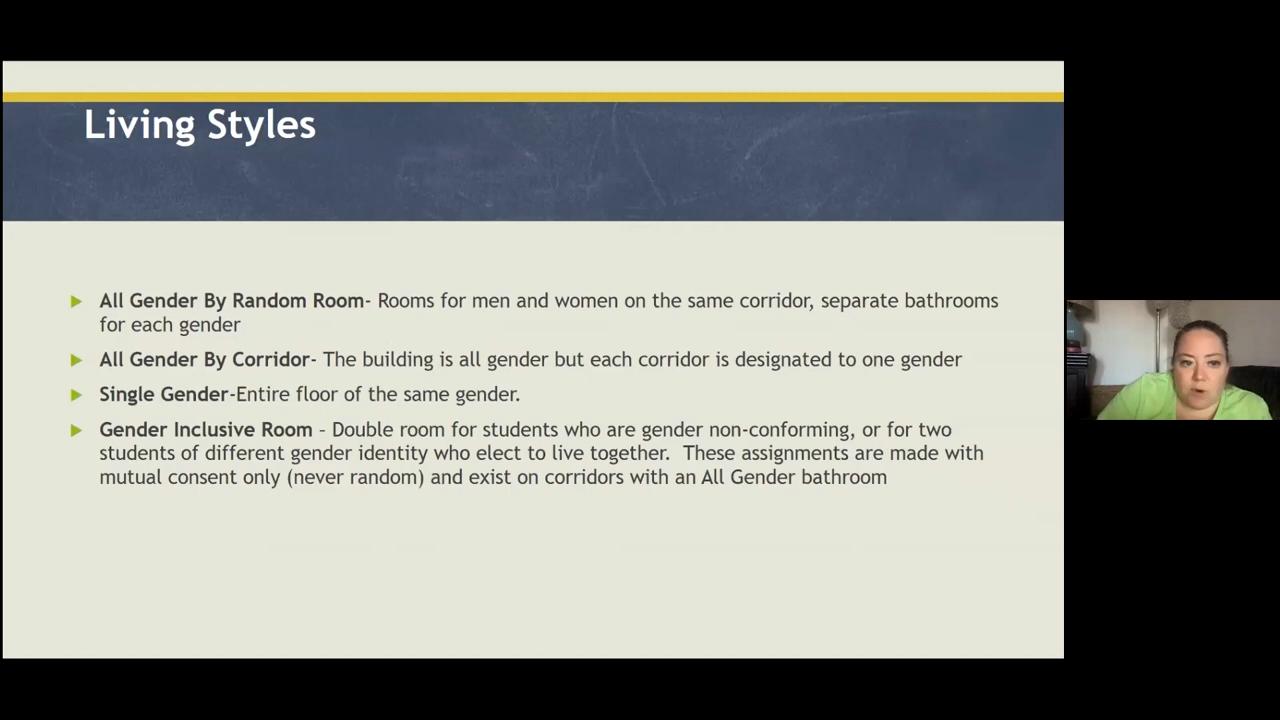 Living Styles
All Gender By Random Room- Rooms for men and women on the same corridor, separate bathrooms
for each gender
All Gender By Corridor- The building is all gender but each corridor is designated to one gender
Single Gender-Entire floor of the same gender.
Gender Inclusive Room – Double room for students who are gender non-conforming, or for two
students of different gender identity who elect to live together.  These assignments are made with
mutual consent only (never random) and exist on corridors with an All Gender bathroom